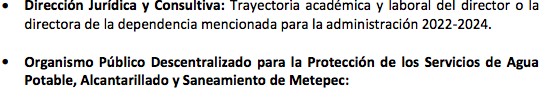 • Dirección Jurídica y Consultiva: Trayectoria académica y laboral del director o la
directora de la dependencia mencionada para la administración 2022-2024.
• Organismo Público Descentralizado para la Protección de los Servicios de Agua
Potable, Alcantarillado y Saneamiento de Metepec: